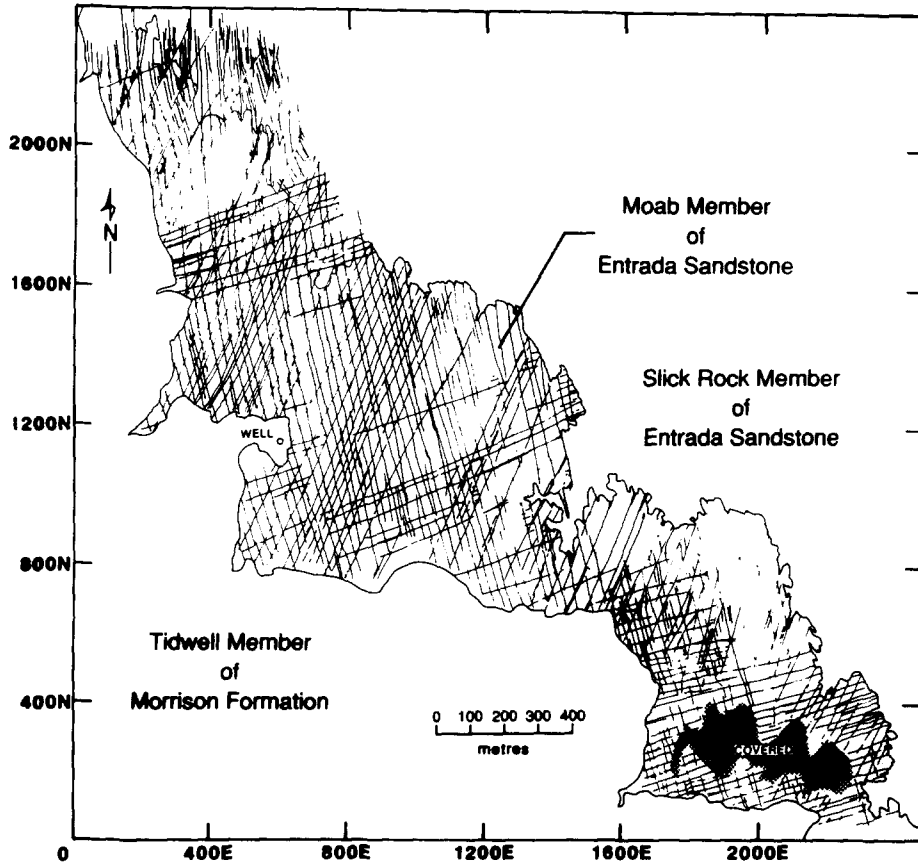 2000N
N
1600N
1200N
800N
400N
Moab Member
of
Entrada Sandstone
Slick Rock Member
of
Entrada Sandstone
WELL
Tidwell Member
of
Morrison Formation
0 100 200 300 400
metres
COVERED
0 400E 800E 1200E 1600E 2000E